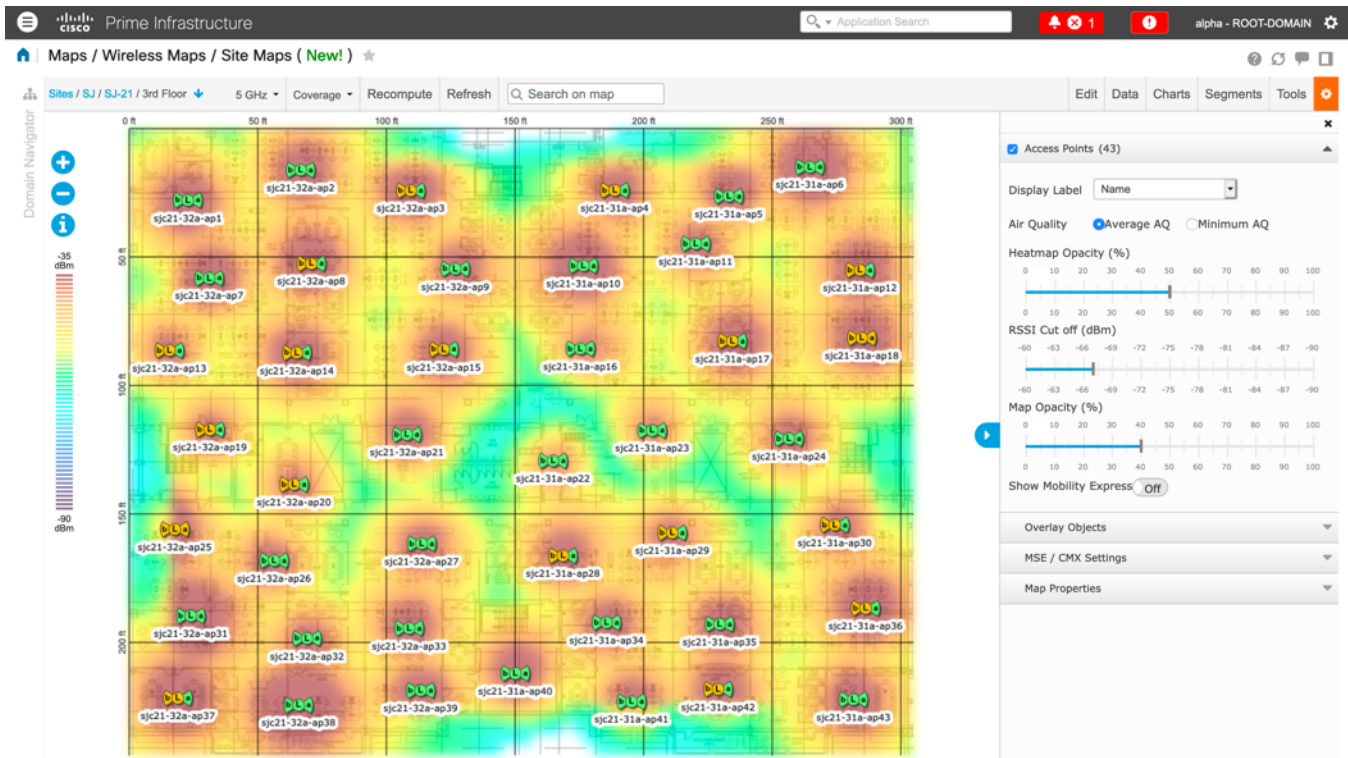 cisco Prime Infrastructure
Application Search
1
alpha - ROOT-DOMAIN
Maps / Wireless Maps / Site Maps ( New! )
Domain Navigator
Sites / SJ / SJ-21 / 3rd Floor
5 GHz
Coverage
Recompute
Refresh
Search on map
Edit
Data
Charts
Segments
Tools
0 ft
50 ft
100 ft
150 ft
200 ft
250 ft
300 ft
50 ft
100 ft
150 ft
200 ft
-35
dBm
-90
dBm
sjc21-32a-ap1
sjc21-32a-ap2
sjc21-32a-ap3
sjc21-31a-ap4
sjc21-31a-ap5
sjc21-31a-ap6
sjc21-32a-ap7
sjc21-32a-ap8
sjc21-32a-ap9
sjc21-31a-ap10
sjc21-31a-ap11
sjc21-31a-ap12
sjc21-32a-ap13
sjc21-32a-ap14
sjc21-32a-ap15
sjc21-31a-ap16
sjc21-31a-ap17
sjc21-31a-ap18
sjc21-32a-ap19
sjc21-32a-ap20
sjc21-32a-ap21
sjc21-31a-ap22
sjc21-31a-ap23
sjc21-31a-ap24
sjc21-32a-ap25
sjc21-32a-ap26
sjc21-32a-ap27
sjc21-31a-ap28
sjc21-31a-ap29
sjc21-31a-ap30
sjc21-32a-ap31
sjc21-32a-ap32
sjc21-32a-ap33
sjc21-31a-ap34
sjc21-31a-ap35
sjc21-31a-ap36
sjc21-32a-ap37
sjc21-32a-ap38
sjc21-32a-ap39
sjc21-31a-ap40
sjc21-31a-ap41
sjc21-31a-ap42
sjc21-31a-ap43
Access Points (43)
Display Label Name
Air Quality Average AQ Minimum AQ
Heatmap Opacity (%)
0 10 20 30 40 50 60 70 80 90 100
0 10 20 30 40 50 60 70 80 90 100
RSSI Cut off (dBm)
-60 -63 -66 -69 -72 -75 -78 -81 -84 -87 -90
-60 -63 -66 -69 -72 -75 -78 -81 -84 -87 -90
Map Opacity (%)
0 10 20 30 40 50 60 70 80 90 100
0 10 20 30 40 50 60 70 80 90 100
Show Mobility Express Off
Overlay Objects
MSE / CMX Settings
Map Properties